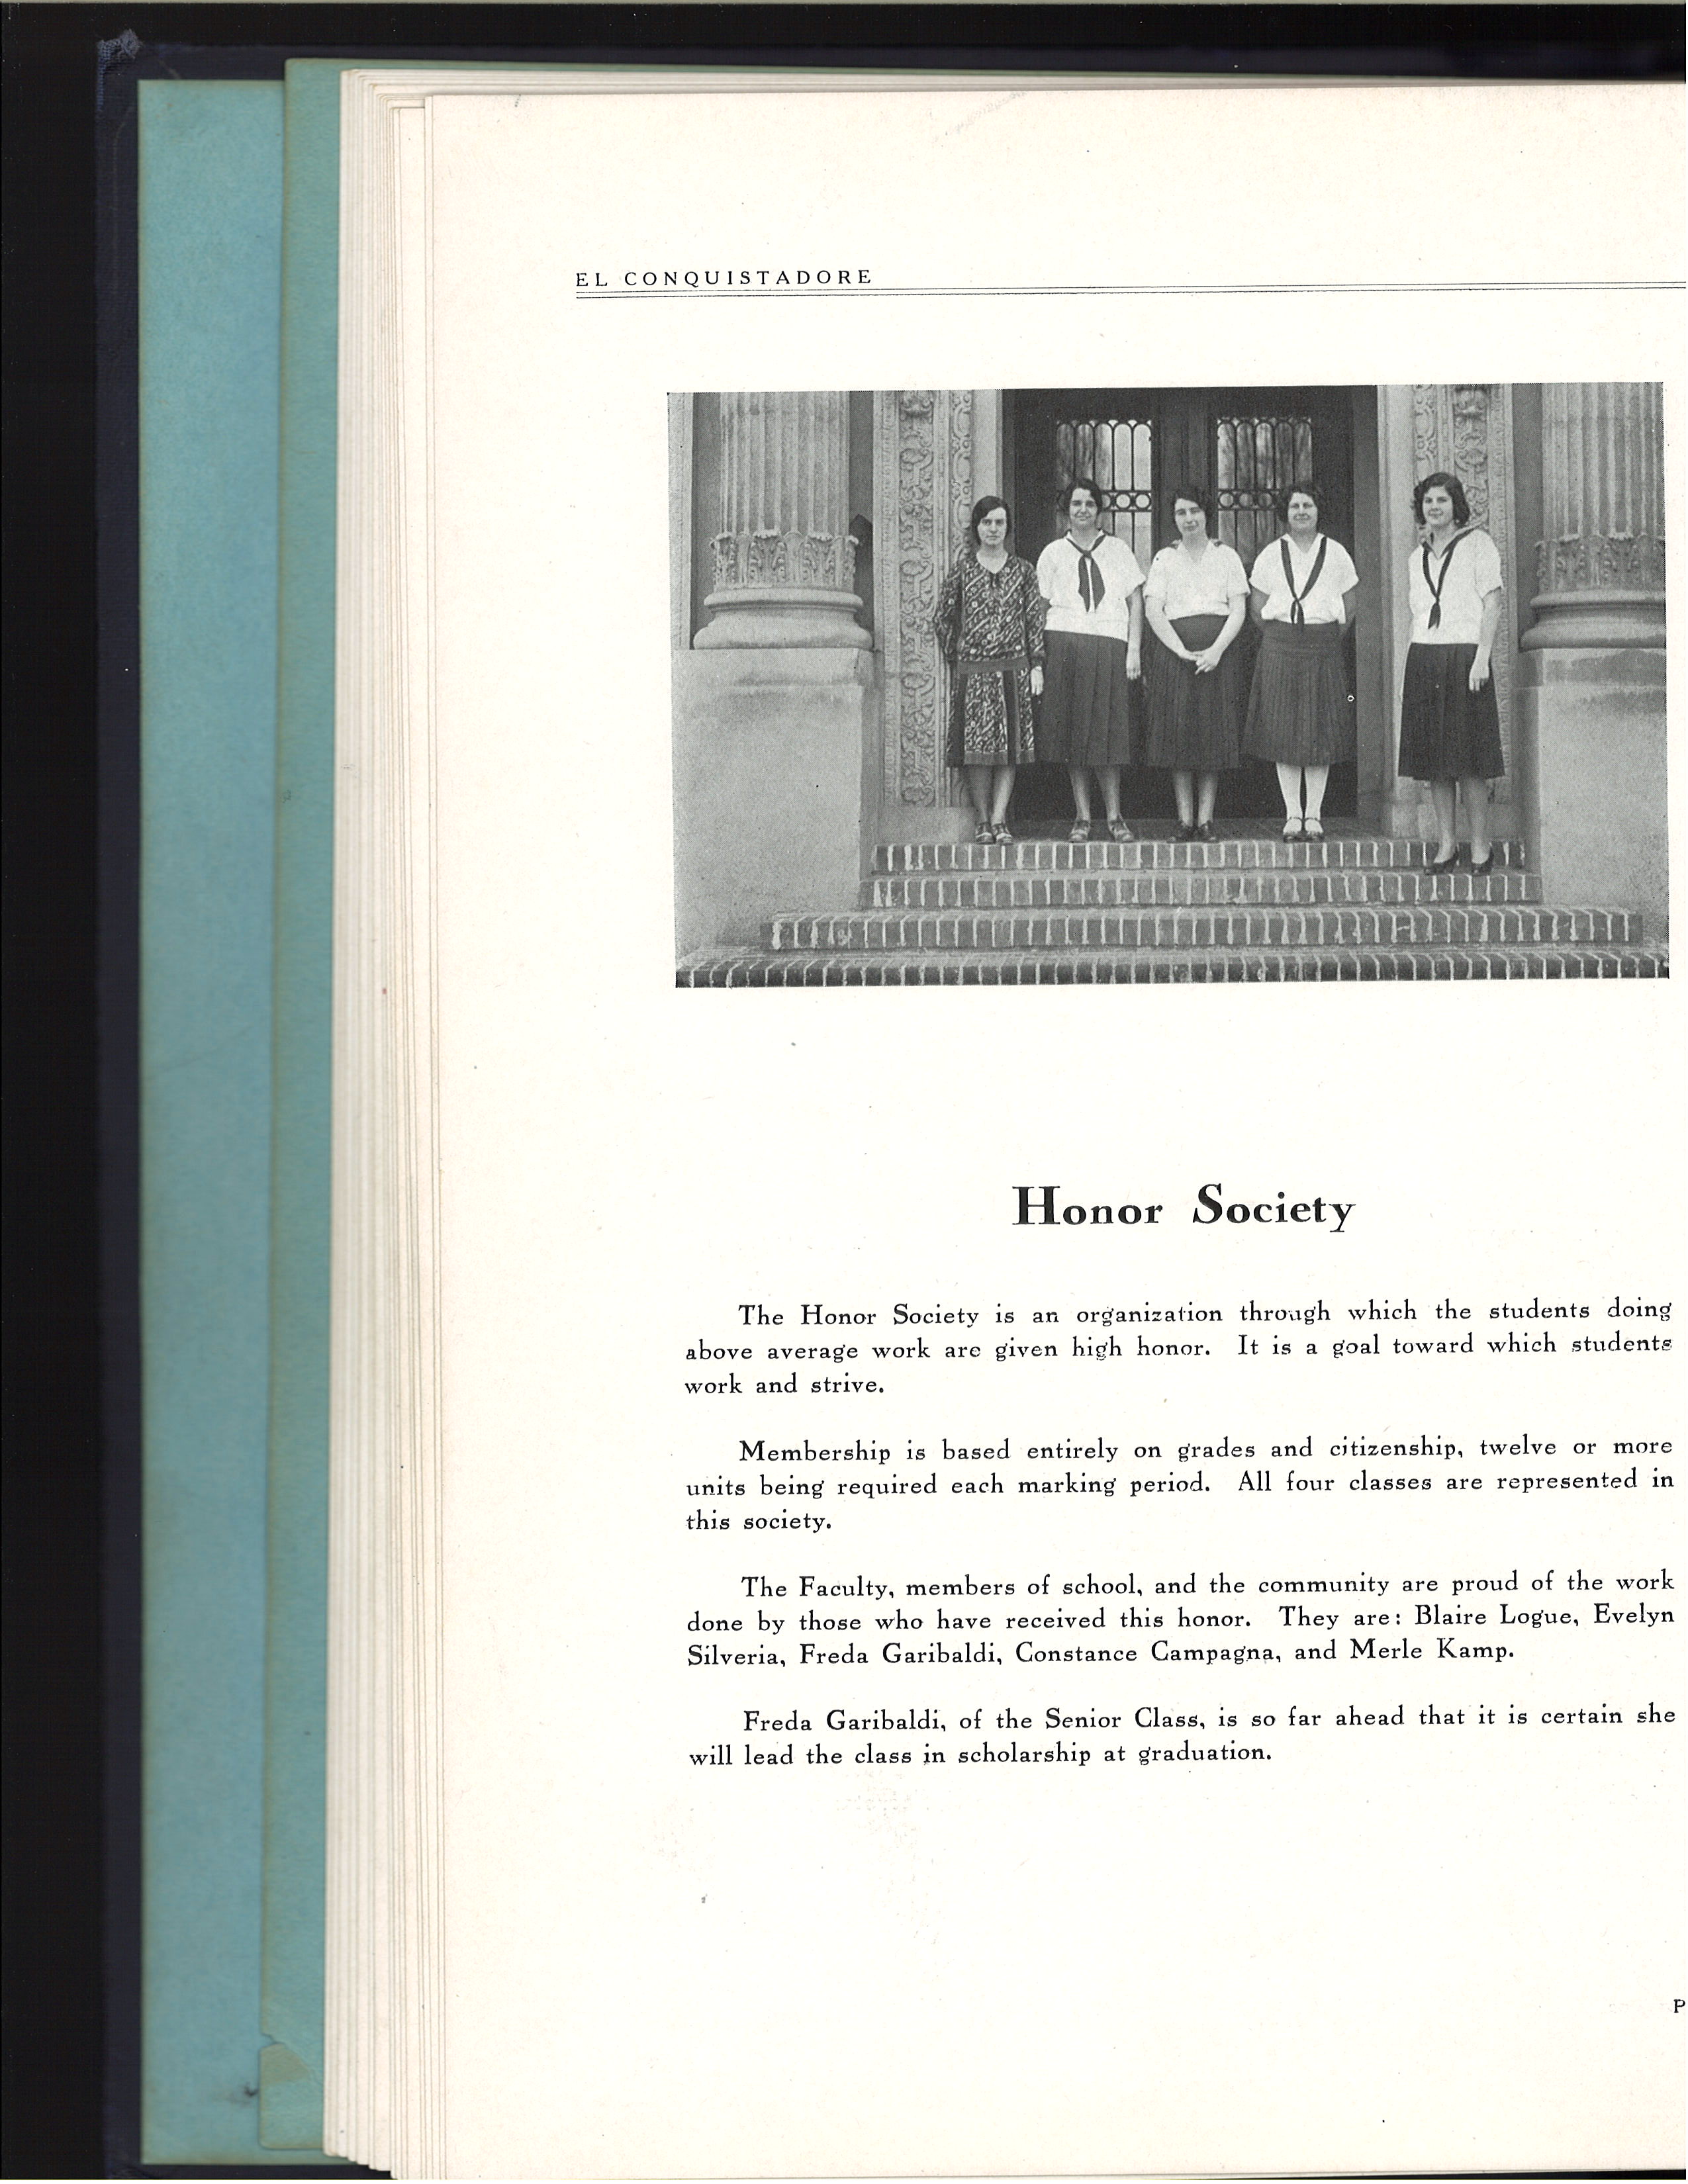 EL CONQUISTADORE
Honor Society
The Honor Society is an organization through which the students doing
above average work are given high honor. It is a goal toward which students
work and strive.
Membership is based entirely on grades and citizenship, twelve or more
units being required each marking period. All four classes are represented in
this society.
The Faculty, members of school, and the community are proud of the work
done by those who have received this honor. They are: Blaire Logue, Evelyn
Silveria, Freda Garibaldi, Constance Campagna, and Merle Kamp.
Freda Garibaldi, of the Senior Class, is so far ahead that it is certain she
will lead the class in scholarship at graduation.
P